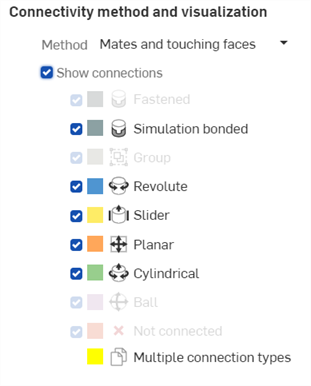 Connectivity method and visualization
Method Mates and touching faces
Show connections
Fastened
Simulation bonded
Group
Revolute
Slider
Planar
Cylindrical
Ball
Not connected
Multiple connection types